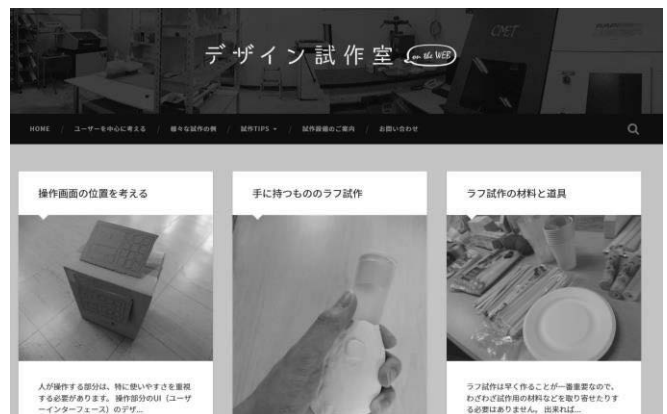 デザイン試作室 on the WEB
HOME / ユーザーを中心に考える / 様々な試作の例 / 試作TIPS / 試作設備のご案内 / お問い合わせ
操作画面の位置を考える
人が操作する部分は、特に使いやすさを重視
する必要があります。 操作部分のUI（ユーザ
ーインターフェース）のデザ...
手に持つもののラフ試作
ラフ試作の材料と道具
ラフ試作は早く作ることが一番重要なので、
わざわざ試作用の材料などを取り寄せたりす
る必要はありません。 出来れば...